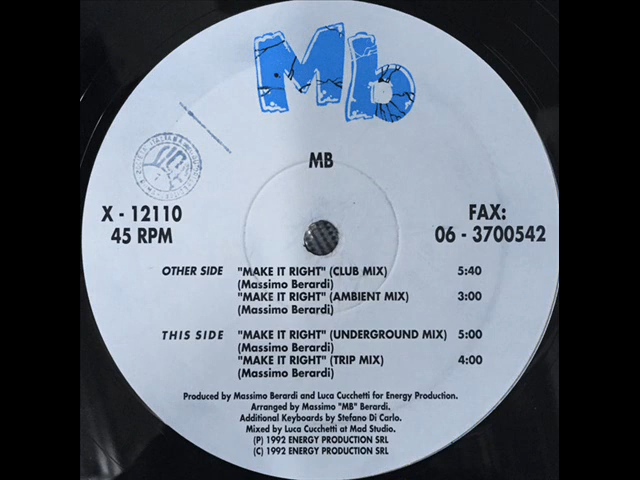 Mb
MB
X - 12110
45 RPM
FAX:
06 - 3700542
OTHER SIDE "MAKE IT RIGHT" (CLUB MIX) 5:40
(Massimo Berardi)
"MAKE IT RIGHT" (AMBIENT MIX) 3:00
(Massimo Berardi)
THIS SIDE "MAKE IT RIGHT" (UNDERGROUND MIX) 5:00
(Massimo Berardi)
"MAKE IT RIGHT" (TRIP MIX) 4:00
(Massimo Berardi)
Produced by Massimo Berardi and Luca Cucchetti for Energy Production.
Arranged by Massimo "MB" Berardi.
Additional Keyboards by Stefano Di Carlo.
Mixed by Luca Cucchetti at Mad Studio.
(P) 1992 ENERGY PRODUCTION SRL
(C) 1992 ENERGY PRODUCTION SRL